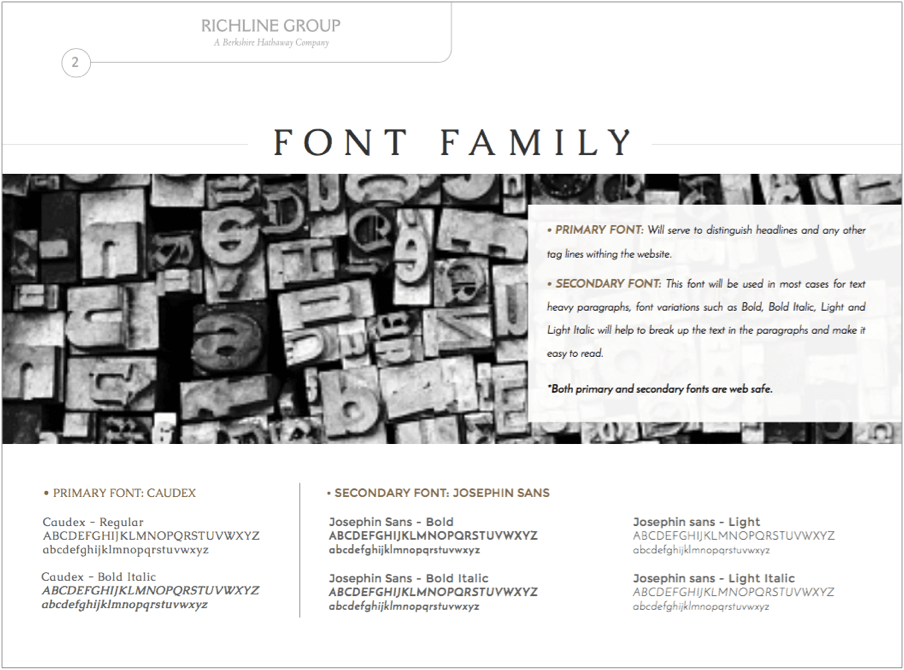 RICHLINE GROUP
A Berkshire Hathaway Company
2
FONT FAMILY
• PRIMARY FONT: Will serve to distinguish headlines and any other
tag lines withing the website.
• SECONDARY FONT: This font will be used in most cases for text
heavy paragraphs, font variations such as Bold, Bold Italic, Light and
Light Italic will help to break up the text in the paragraphs and make it
easy to read.
*Both primary and secondary fonts are web safe.
• PRIMARY FONT: CAUDEX
Caudex - Regular
ABCDEFGHIJKLMNOPQRSTUVWXYZ
abcdefghijklmnopqrstuvwxyz
Caudex - Bold Italic
ABCDEFGHIJKLMNOPQRSTUVWXYZ
abcdefghijklmnopqrstuvwxyz
• SECONDARY FONT: JOSEPHIN SANS
Josephin Sans - Bold
ABCDEFGHIJKLMNOPQRSTUVWXYZ
abcdefghijklmnopqrstuvwxyz
Josephin Sans - Bold Italic
ABCDEFGHIJKLMNOPQRSTUVWXYZ
abcdefghijklmnopqrstuvwxyz
Josephin sans - Light
ABCDEFGHIJKLMNOPQRSTUVWXYZ
abcdefghijklmnopqrstuvwxyz
Josephin sans - Light Italic
ABCDEFGHIJKLMNOPQRSTUVWXYZ
abcdefghijklmnopqrstuvwxyz